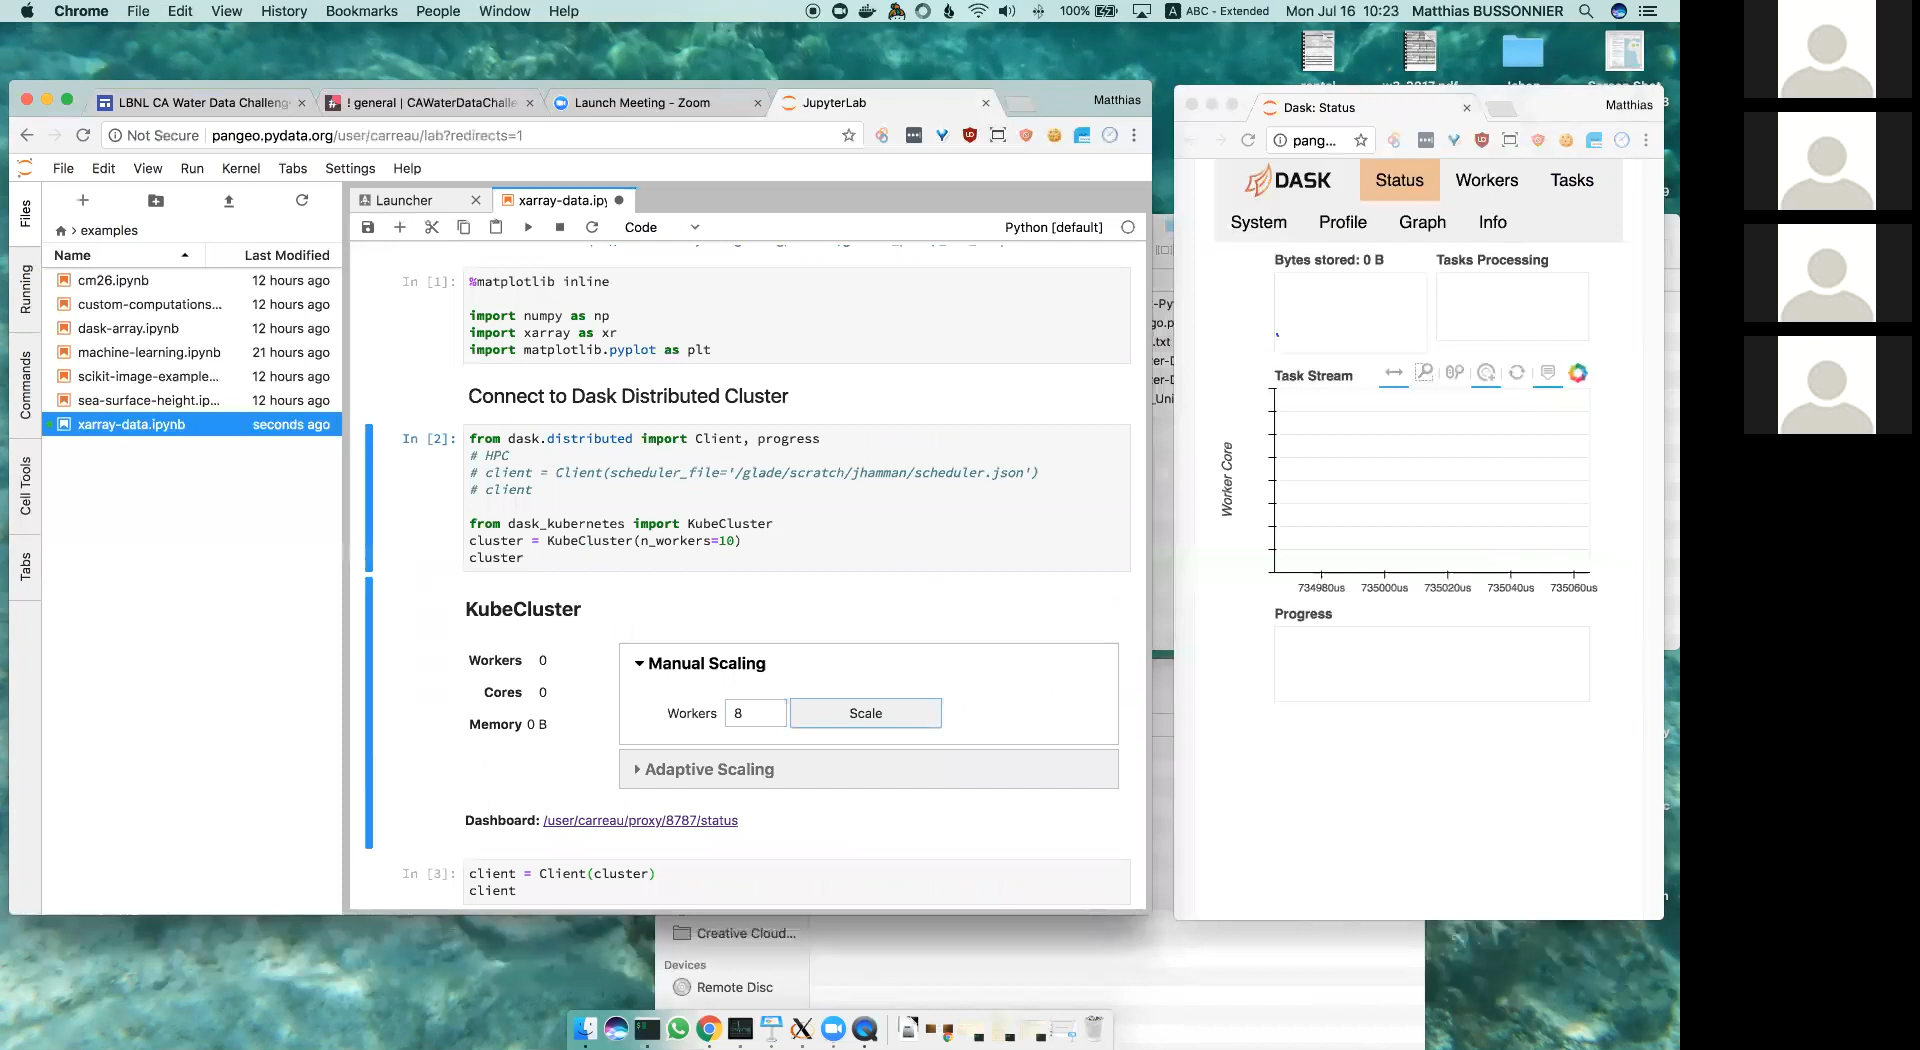 Chrome File Edit View History Bookmarks People Window Help
100% ABC - Extended Mon Jul 16 10:23 Matthias BUSSONNIER
LBNL CA Water Data Challeng
! general | CAWaterDataChalle
Launch Meeting - Zoom
JupyterLab
Matthias
Not Secure pangeo.pydata.org/user/carreau/lab?redirects=1
File Edit View Run Kernel Tabs Settings Help
Files
Running
Commands
Cell Tools
Tabs
examples
Name Last Modified
cm26.ipynb 12 hours ago
custom-computations... 12 hours ago
dask-array.ipynb 12 hours ago
machine-learning.ipynb 21 hours ago
scikit-image-example... 12 hours ago
sea-surface-height.ip... 12 hours ago
xarray-data.ipynb seconds ago
Launcher
xarray-data.ipy
Code
Python [default]
In [1]: %matplotlib inline
import numpy as np
import xarray as xr
import matplotlib.pyplot as plt
Connect to Dask Distributed Cluster
In [2]: from dask.distributed import Client, progress
# HPC
# client = Client(scheduler_file='/glade/scratch/jhamman/scheduler.json')
# client
from dask_kubernetes import KubeCluster
cluster = KubeCluster(n_workers=10)
cluster
KubeCluster
Workers 0
Cores 0
Memory 0 B
Manual Scaling
Workers 8 Scale
Adaptive Scaling
Dashboard: /user/carreau/proxy/8787/status
In [3]: client = Client(cluster)
client
Dask: Status
Matthias
pang...
DASK Status Workers Tasks
System Profile Graph Info
Bytes stored: 0 B
Tasks Processing
Task Stream
Worker Core
734980us 735000us 735020us 735040us 735060us
Progress
Creative Cloud...
Devices
Remote Disc